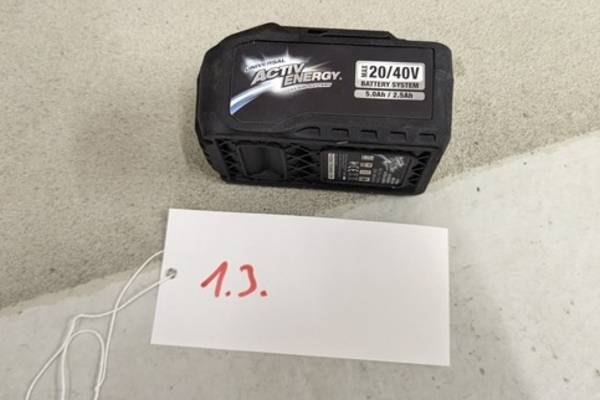 UNIVERSAL
ACTIV
ENERGY.
MAX 20/40V
BATTERY SYSTEM
5.0Ah / 2.5Ah
1.3.